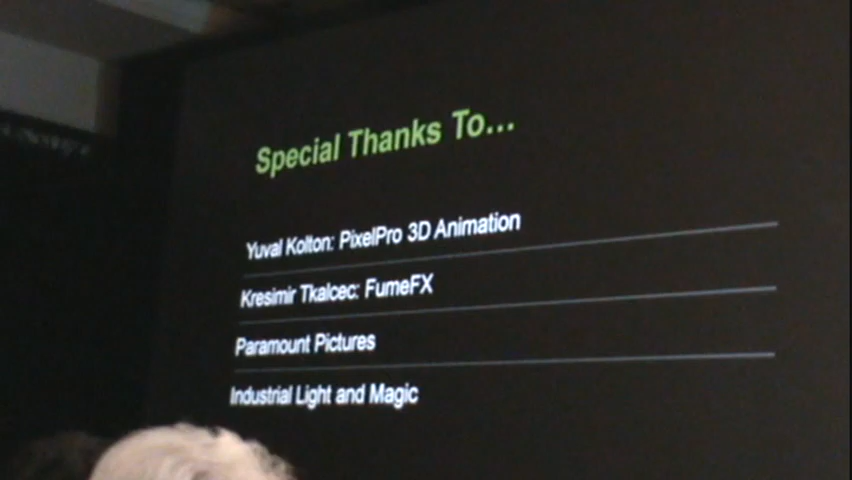 Special Thanks To...
Yuval Kolton: PixelPro 3D Animation
Kresimir Tkalcec: FumeFX
Paramount Pictures
Industrial Light and Magic